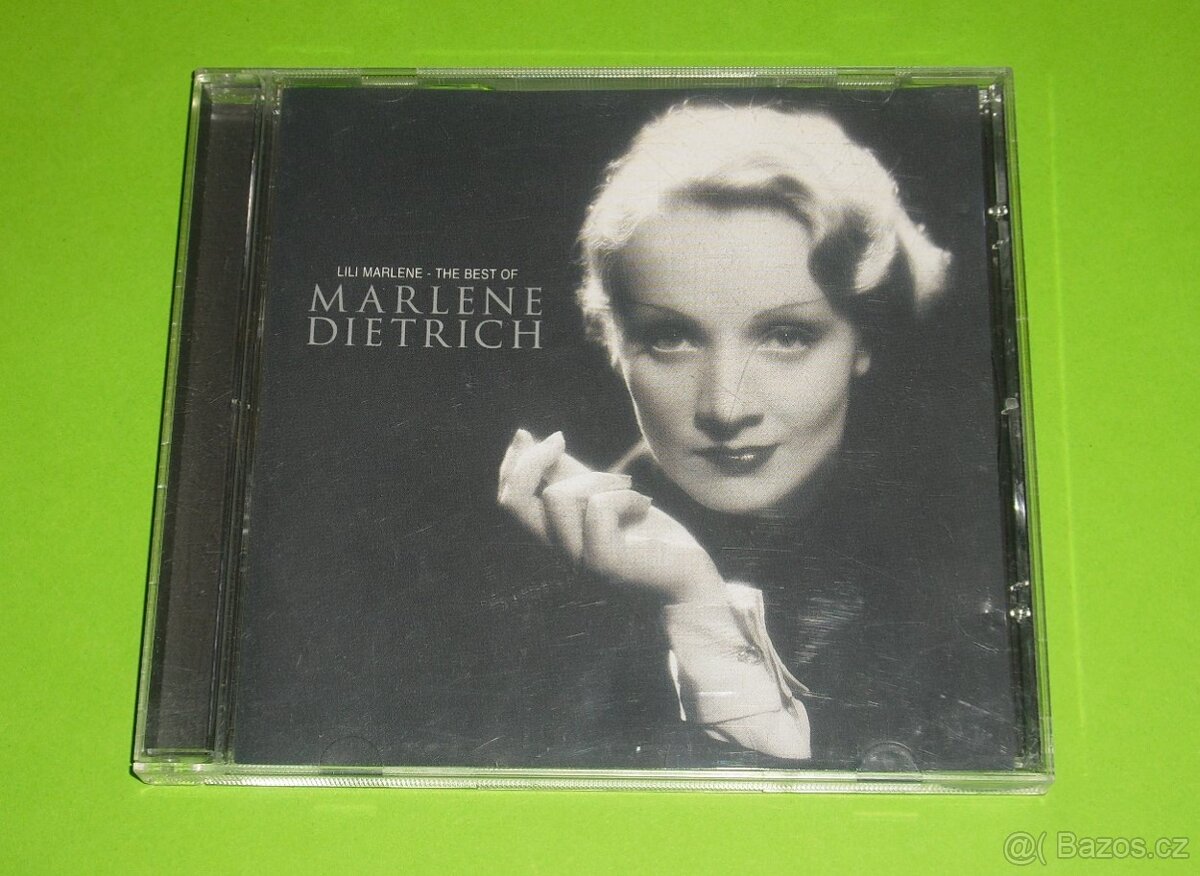 LILI MARLENE - THE BEST OF
MARLENE
DIETRICH
@( Bazos.cz